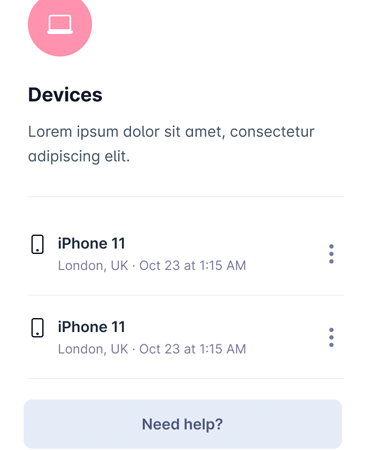 Devices
Lorem ipsum dolor sit amet, consectetur
adipiscing elit.
iPhone 11
London, UK · Oct 23 at 1:15 AM
iPhone 11
London, UK · Oct 23 at 1:15 AM
Need help?